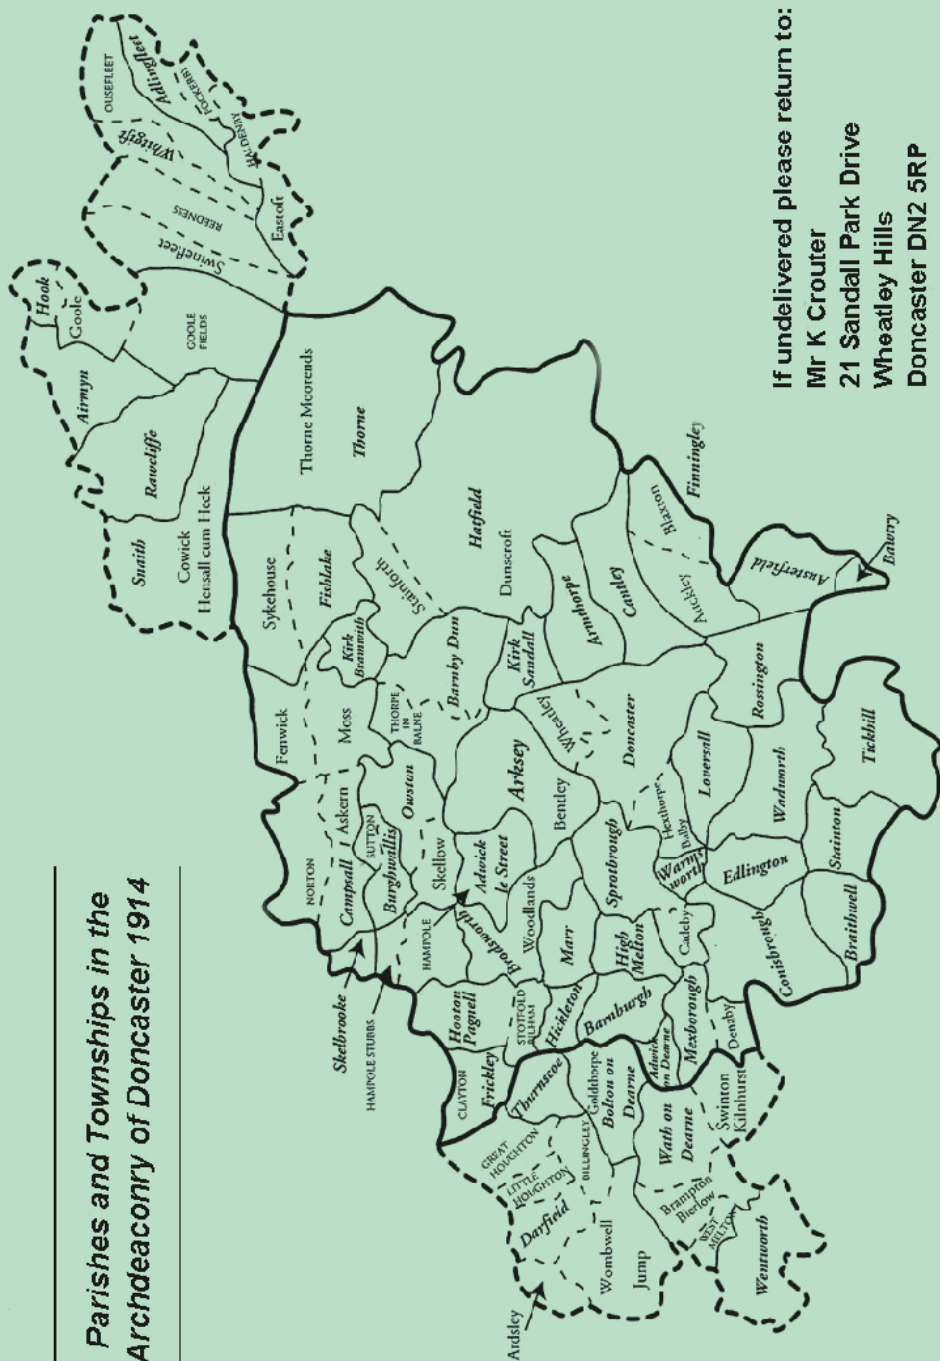 Parishes and Townships in the
Archdeaconry of Doncaster 1914
OUSEFLEET
Adlingfleet
FOCKERBY
HALDENBY
Whitgift
REEDNESS
Swinefleet
Eastoft
Hook
Goole
GOOLE
FIELDS
Airmyn
Rawcliffe
Snaith
Cowick
Hensall cum Heck
Thorne Moorends
Thorne
Sykehouse
Fishlake
Stainforth
Hatfield
Dunscroft
Fenwick
Moss
Kirk
Bramwith
THORPE
IN
BALNE
Barnby Dun
Kirk
Sandall
Armthorpe
Cantley
Auckley
Blaxton
Finningley
Austerfield
Bawtry
NORTON
Askern
Campsall
SUTTON
Burghwallis
Owston
Skellow
Skelbrooke
HAMPOLE STUBBS
HAMPOLE
Adwick
le Street
Arksey
Bentley
Wheatley
Doncaster
Hexthorpe
Balby
Loversall
Rossington
Wadworth
Tickhill
Stainton
Edlington
Braithwell
Conisbrough
Warms
worth
Sprotbrough
Cadeby
High
Melton
Marr
Woodlands
Brodsworth
Hooton
Pagnell
CLAYTON
Frickley
STOTFOLD
BILHAM
Hickleton
Barnburgh
Adwick
on Dearne
Mexborough
Denaby
Thurnscoe
Goldthorpe
Bolton on
Dearne
GREAT
HOUGHTON
LITTLE
HOUGHTON
BILLINGLEY
Darfield
Ardsley
Wombwell
Jump
Wath on
Dearne
Swinton
Kilnhurst
Brampton
Bierlow
WEST
MELTON
Wentworth
If undelivered please return to:
Mr K Crouter
21 Sandall Park Drive
Wheatley Hills
Doncaster DN2 5RP